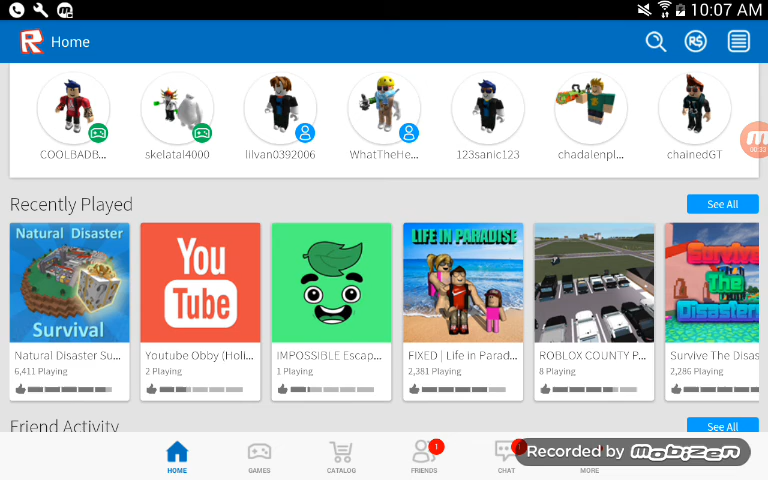 10:07 AM
R Home
R$
COOLBADB... skelatal4000 lilvan0392006 WhatTheHe... 123sanic123 chadalenpl... chainedGT
00:33
Recently Played See All
Natural Disaster
Survival
You
Tube
LIFE IN PARADISE
Survive
The
Disasters
Natural Disaster Su... Youtube Obby (Holi... IMPOSSIBLE Escap... FIXED | Life in Parad... ROBLOX COUNTY P... Survive The Disas
6,411 Playing 2 Playing 1 Playing 2,381 Playing 8 Playing 2,286 Playing
Friend Activity See All
1
HOME GAMES CATALOG FRIENDS CHAT MORE
Recorded by mobizen